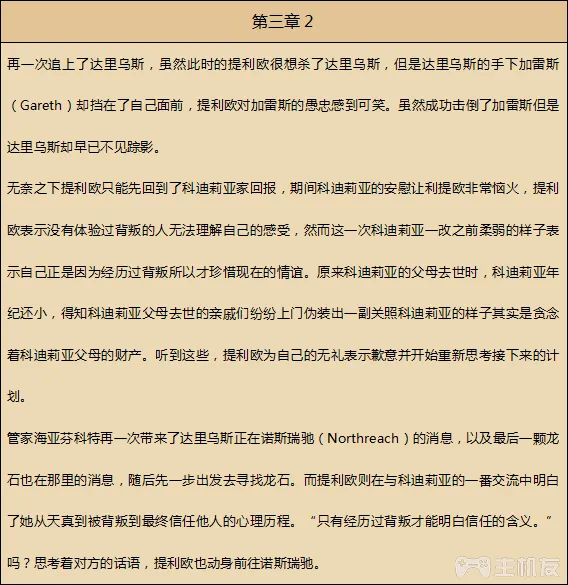 第三章 2
再一次追上了达里乌斯，虽然此时的提利欧很想杀了达里乌斯，但是达里乌斯的手下加雷斯
（Gareth）却挡在了自己面前，提利欧对加雷斯的愚忠感到可笑。虽然成功击倒了加雷斯但是
达里乌斯却早已不见踪影。
无奈之下提利欧只能先回到了科迪莉亚家回报，期间科迪莉亚的安慰让利提欧非常恼火，提利
欧表示没有体验过背叛的人无法理解自己的感受，然而这一次科迪莉亚一改之前柔弱的样子表
示自己正是因为经历过背叛所以才珍惜现在的情谊。原来科迪莉亚的父母去世时，科迪莉亚年
纪还小，得知科迪莉亚父母去世的亲戚们纷纷上门伪装出一副关照科迪莉亚的样子其实是贪念
着科迪莉亚父母的财产。听到这些，提利欧为自己的无礼表示歉意并开始重新思考接下来的计
划。
管家海亚芬科特再一次带来了达里乌斯正在诺斯瑞驰（Northreach）的消息，以及最后一颗龙
石也在那里的消息，随后先一步出发去寻找龙石。而提利欧则在与科迪莉亚的一番交流中明白
了她从天真到被背叛到最终信任他人的心理历程。“只有经历过背叛才能明白信任的含义。”
吗？思考着对方的话语，提利欧也动身前往诺斯瑞驰。
主机友